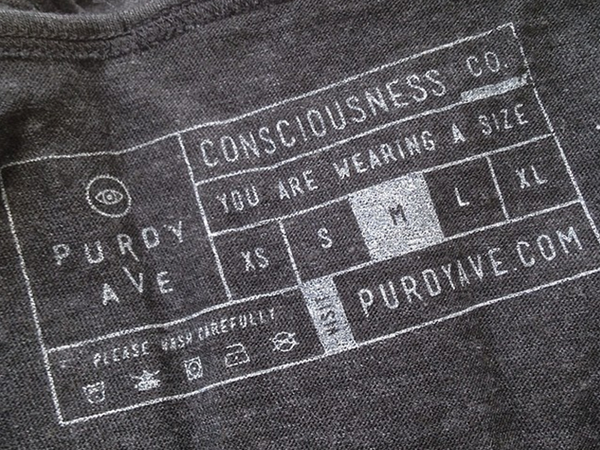 CONSCIOUSNESS CO.
YOU ARE WEARING A SIZE
PURDY
AVE
XS S M L XL
PLEASE WASH CAREFULLY
VISIT
PURDYAVE.COM